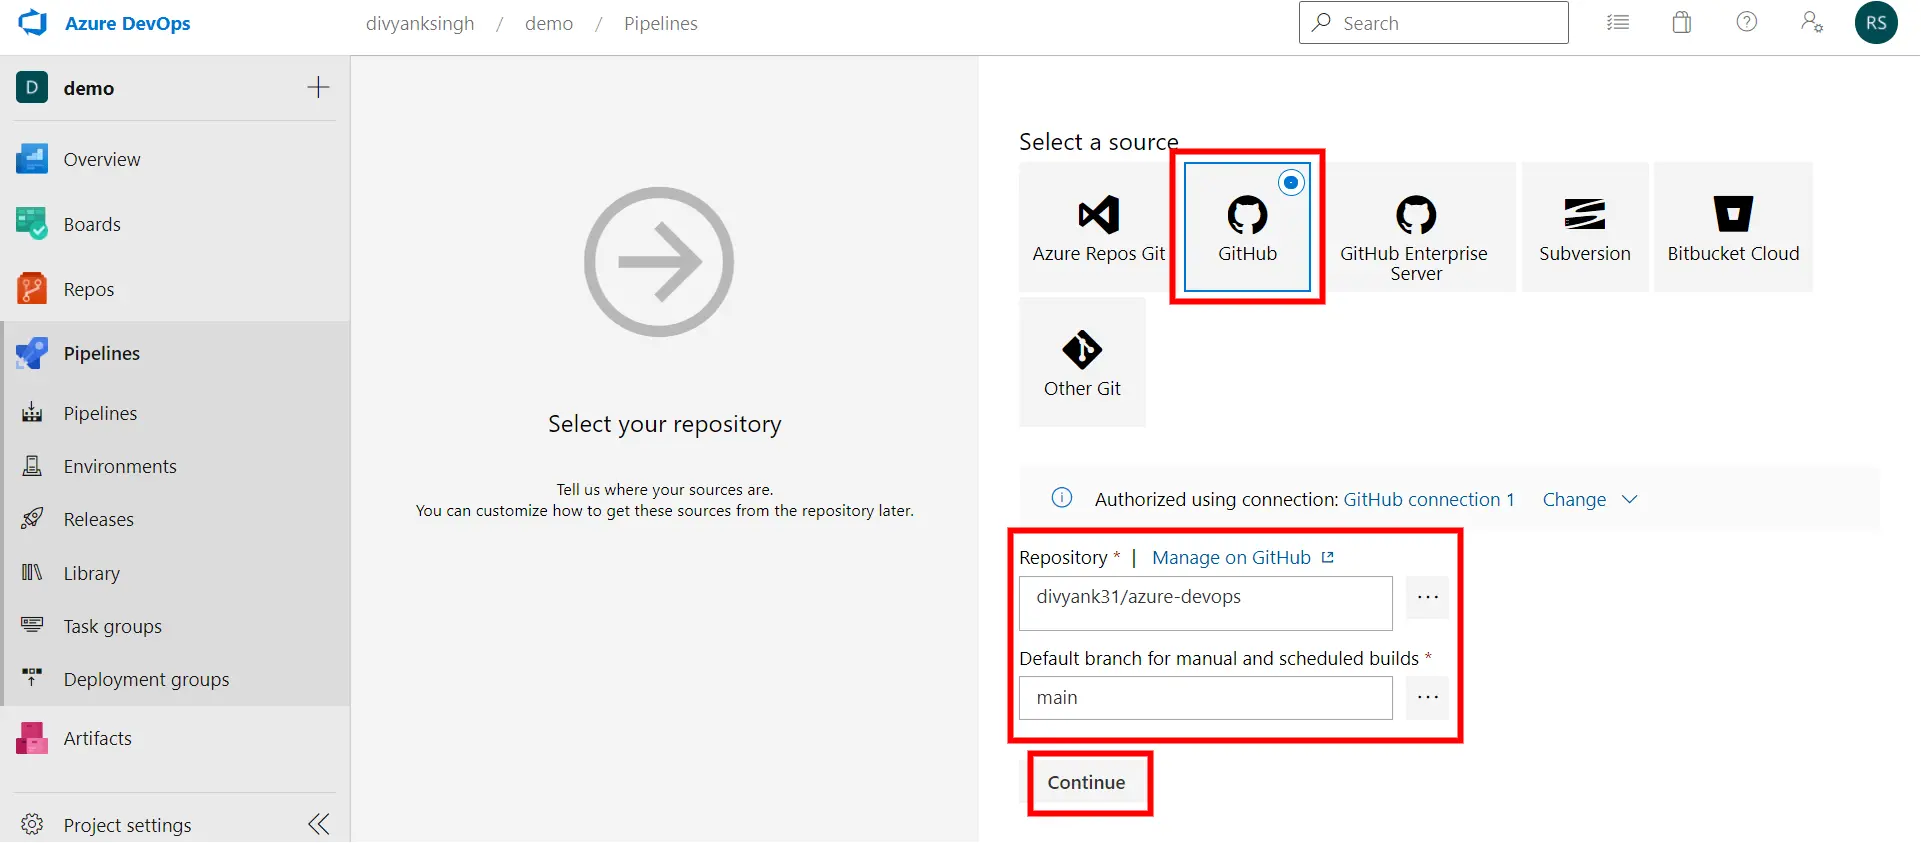 Azure DevOps
divyanksingh / demo / Pipelines
Search
RS
D
demo
Overview
Boards
Repos
Pipelines
Pipelines
Environments
Releases
Library
Task groups
Deployment groups
Artifacts
Project settings
Select your repository
Tell us where your sources are.
You can customize how to get these sources from the repository later.
Select a source
Azure Repos Git
GitHub
GitHub Enterprise
Server
Subversion
Bitbucket Cloud
Other Git
Authorized using connection: GitHub connection 1 Change
Repository * | Manage on GitHub
divyank31/azure-devops
...
Default branch for manual and scheduled builds *
main
...
Continue